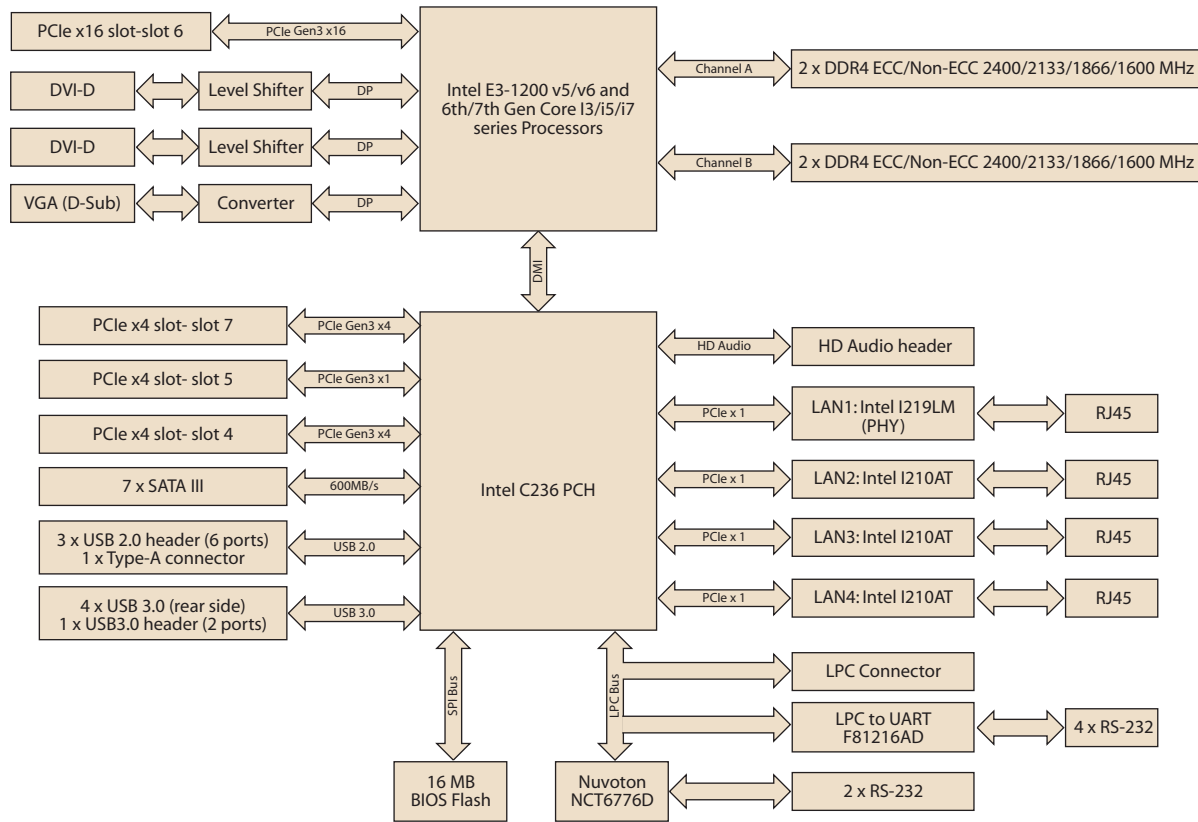 PCIe x16 slot-slot 6
PCIe Gen3 x16
DVI-D
Level Shifter
DP
DVI-D
Level Shifter
DP
VGA (D-Sub)
Converter
DP
Intel E3-1200 v5/v6 and
6th/7th Gen Core I3/i5/i7
series Processors
Channel A
2 x DDR4 ECC/Non-ECC 2400/2133/1866/1600 MHz
Channel B
2 x DDR4 ECC/Non-ECC 2400/2133/1866/1600 MHz
DMI
PCIe x4 slot- slot 7
PCIe Gen3 x4
PCIe x4 slot- slot 5
PCIe Gen3 x1
PCIe x4 slot- slot 4
PCIe Gen3 x4
7 x SATA III
600MB/s
3 x USB 2.0 header (6 ports)
1 x Type-A connector
USB 2.0
4 x USB 3.0 (rear side)
1 x USB3.0 header (2 ports)
USB 3.0
Intel C236 PCH
HD Audio
HD Audio header
PCIe x 1
LAN1: Intel I219LM
(PHY)
RJ45
PCIe x 1
LAN2: Intel I210AT
RJ45
PCIe x 1
LAN3: Intel I210AT
RJ45
PCIe x 1
LAN4: Intel I210AT
RJ45
SPI Bus
LPC Bus
LPC Connector
LPC to UART
F81216AD
4 x RS-232
16 MB
BIOS Flash
Nuvoton
NCT6776D
2 x RS-232